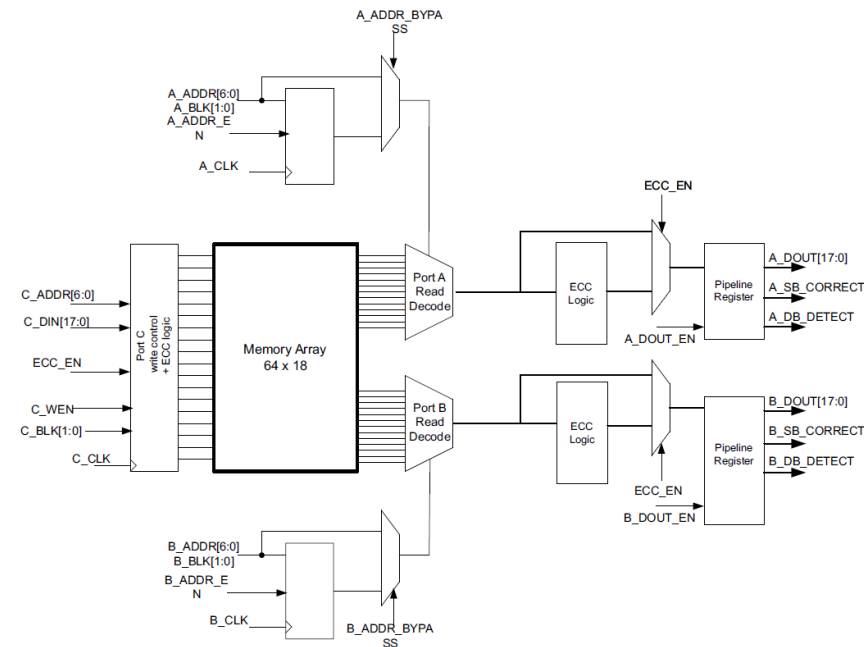 A_ADDR_BYPA
SS
A_ADDR[6:0]
A_BLK[1:0]
A_ADDR_E
N
A_CLK
ECC_EN
C_ADDR[6:0]
C_DIN[17:0]
ECC_EN
C_WEN
C_BLK[1:0]
C_CLK
Port C
write control
+ ECC logic
Memory Array
64 x 18
Port A
Read
Decode
ECC
Logic
Pipeline
Register
A_DOUT[17:0]
A_SB_CORRECT
A_DB_DETECT
A_DOUT_EN
Port B
Read
Decode
ECC
Logic
Pipeline
Register
B_DOUT[17:0]
B_SB_CORRECT
B_DB_DETECT
ECC_EN
B_DOUT_EN
B_ADDR[6:0]
B_BLK[1:0]
B_ADDR_E
N
B_CLK
B_ADDR_BYPA
SS